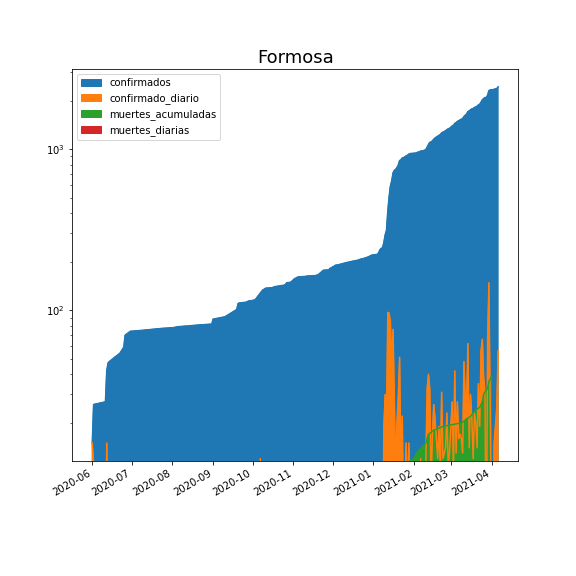 Formosa
confirmados
confirmado_diario
muertes_acumuladas
muertes_diarias
10³
10²
2020-06
2020-07
2020-08
2020-09
2020-10
2020-11
2020-12
2021-01
2021-02
2021-03
2021-04